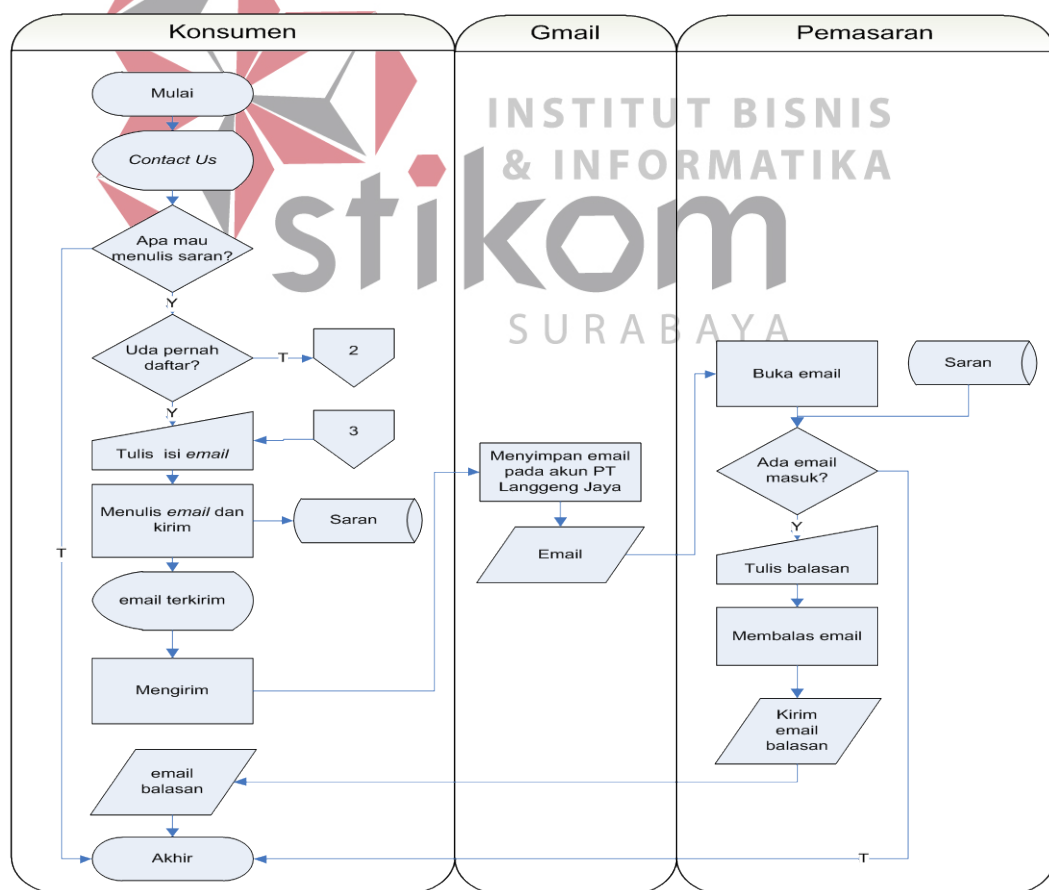 Konsumen
Gmail
Pemasaran
Mulai
INSTITUT BISNIS
& INFORMATIKA
stikom
SURABAYA
Contact Us
Apa mau
menulis saran?
Y
Uda pernah
daftar?
T
2
Y
3
Tulis isi email
Menulis email dan
kirim
Saran
T
email terkirim
Mengirim
email
balasan
Akhir
Menyimpan email
pada akun PT
Langgeng Jaya
Email
Buka email
Saran
Ada email
masuk?
Y
Tulis balasan
Membalas email
Kirim
email
balasan
T